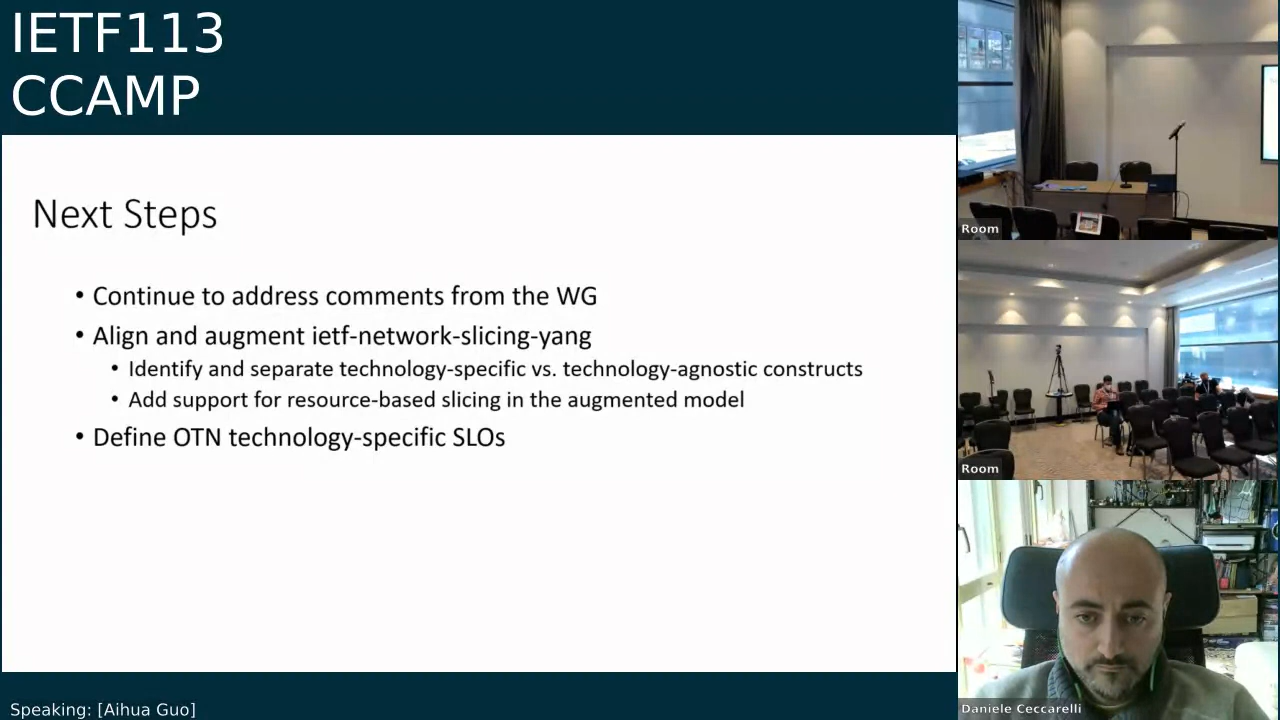 IETF113
CCAMP
Next Steps
• Continue to address comments from the WG
• Align and augment ietf-network-slicing-yang
• Identify and separate technology-specific vs. technology-agnostic constructs
• Add support for resource-based slicing in the augmented model
• Define OTN technology-specific SLOs
Room
Room
Daniele Ceccarelli
Speaking: [Aihua Guo]